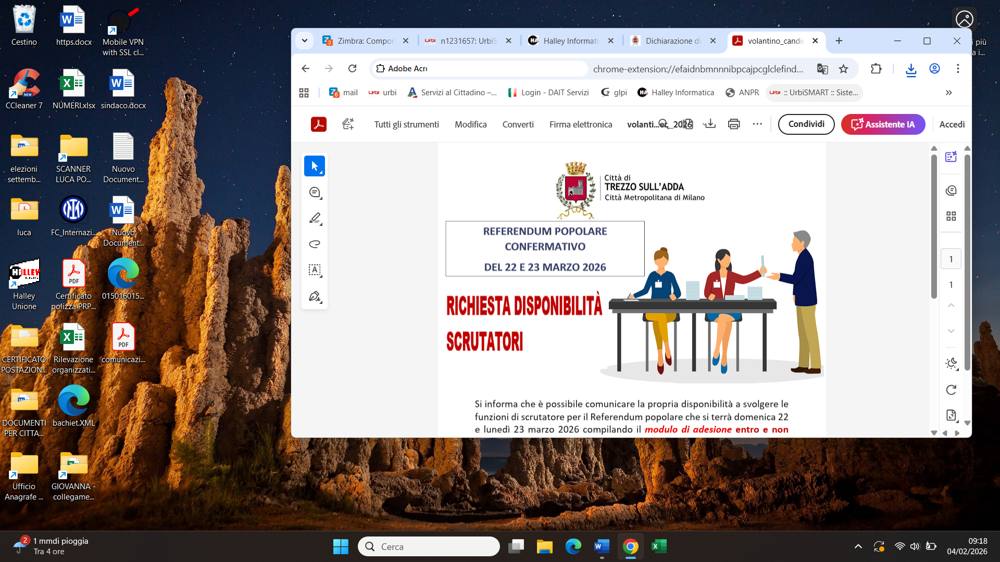 Cestino
https.docx
Mobile VPN
with SSL cl...
CCleaner 7
NUMERI.xlsx
sindaco.docx
elezioni
settemb...
SCANNER
LUCA PO...
Nuovo
Document...
luca
FC_Internazi...
Nuovo
Document...
Halley
Unione
Certificato
polizza PRP...
015016015...
CERTIFICATO
POSTAZION...
Rilevazione
organizzati...
comunicazi...
DOCUMENTI
PER CITTA...
bachiet.XML
Ufficio
Anagrafe ...
GIOVANNA -
collegame...
i più
a i...
Zimbra: Compor
n1231657: UrbiS
Halley Informati
Dichiarazione di
volantino_candi
Adobe Acro
chrome-extension://efaidnbmnnnibpcajpcglclefind...
mail
urbi
Servizi al Cittadino –...
Login - DAIT Servizi
glpi
Halley Informatica
ANPR
:: UrbiSMART :: Siste...
»
Tutti gli strumenti
Modifica
Converti
Firma elettronica
volanti...er_2026
Condividi
Assistente IA
Accedi
Città di
TREZZO SULL'ADDA
Città Metropolitana di Milano
REFERENDUM POPOLARE
CONFERMATIVO
DEL 22 E 23 MARZO 2026
RICHIESTA DISPONIBILITÀ
SCRUTATORI
Si informa che è possibile comunicare la propria disponibilità a svolgere le
funzioni di scrutatore per il Referendum popolare che si terrà domenica 22
e lunedì 23 marzo 2026 compilando il modulo di adesione entro e non
1
1
2
1 mmdi pioggia
Tra 4 ore
Cerca
09:18
04/02/2026